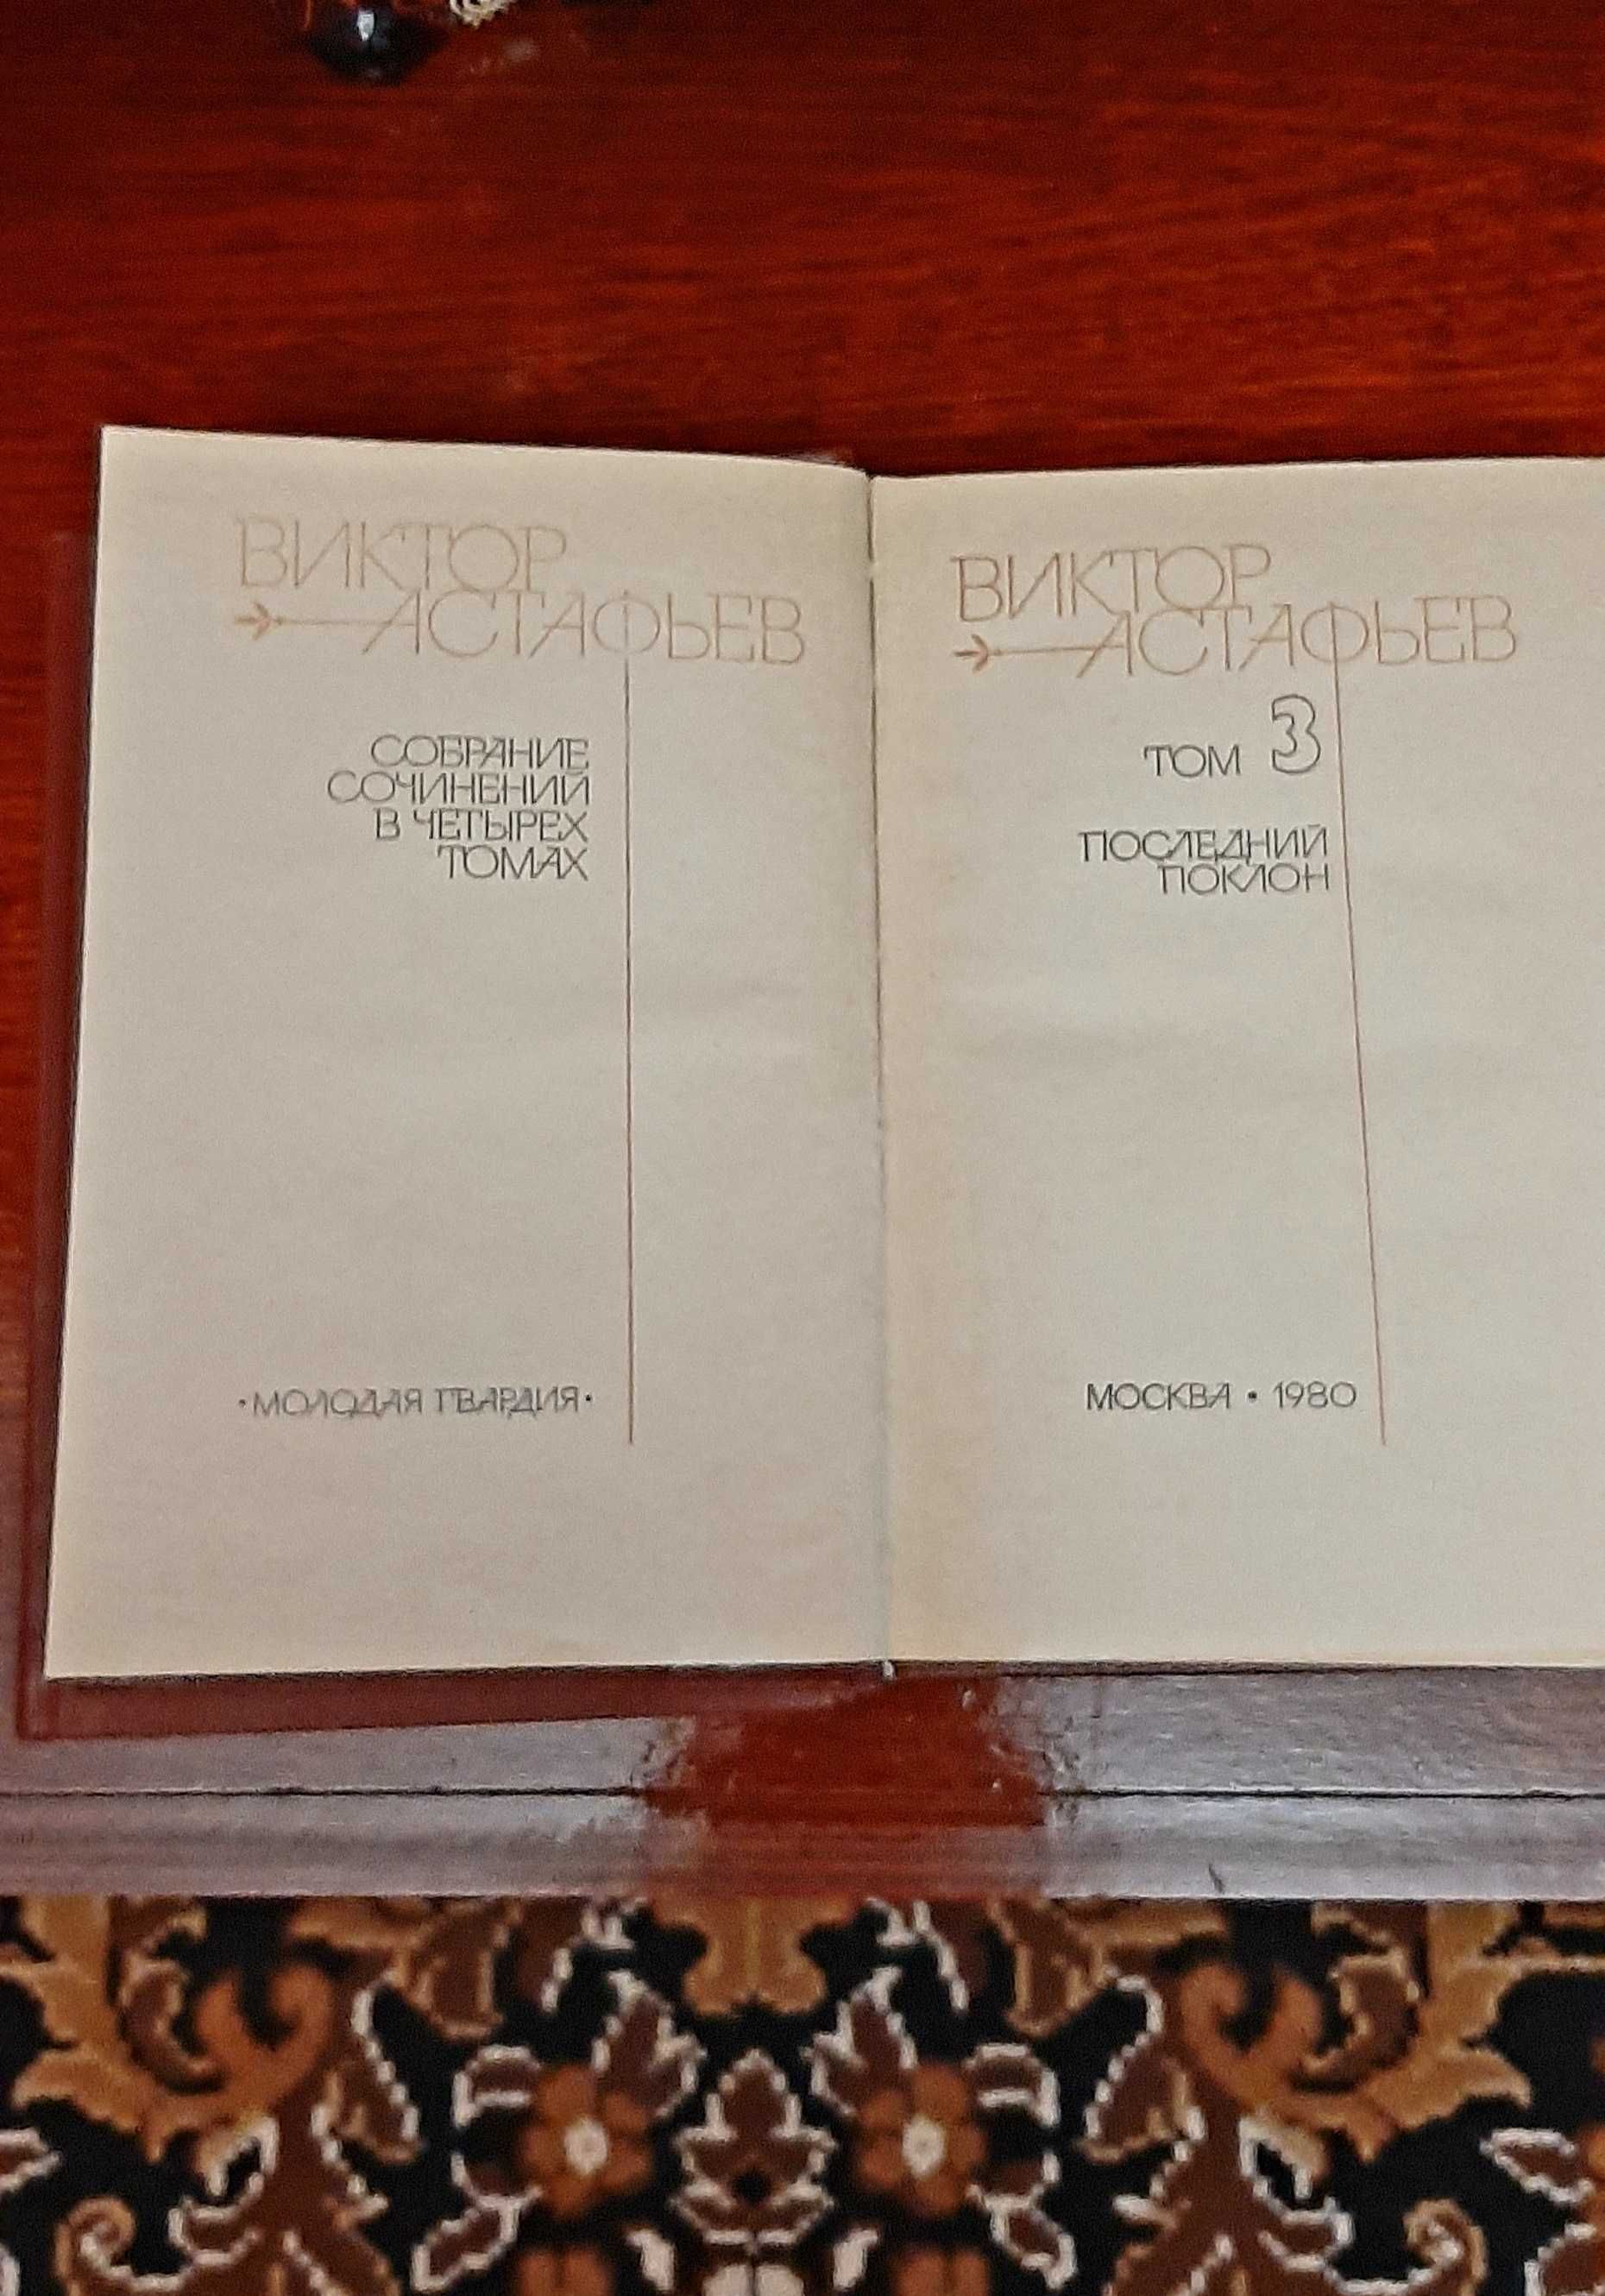 ВИКТОР
АСТАФЬЕВ
СОБРАНИЕ
СОЧИНЕНИЙ
В ЧЕТЫРЕХ
ТОМАХ
·МОЛОДАЯ ГВАРДИЯ·
ВИКТОР
АСТАФЬЕВ
ТОМ 3
ПОСЛЕДНИЙ
ПОКЛОН
МОСКВА • 1980